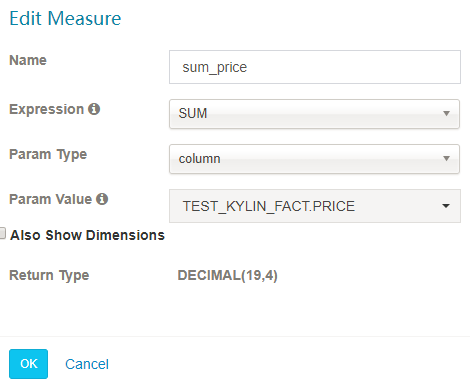 Edit Measure
Name sum_price
Expression SUM
Param Type column
Param Value TEST_KYLIN_FACT.PRICE
Also Show Dimensions
Return Type DECIMAL(19,4)
OK Cancel